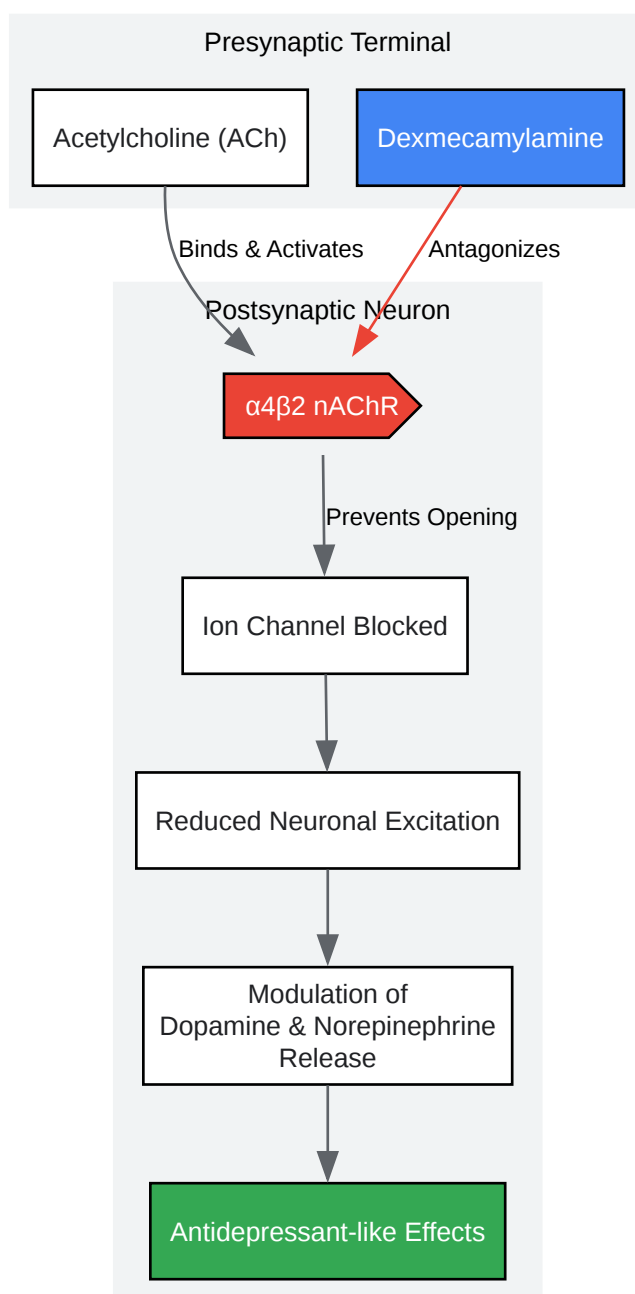 Presynaptic Terminal
Acetylcholine (ACh)
Dexmecamylamine
Binds & Activates
Antagonizes
Postsynaptic Neuron
α4β2 nAChR
Prevents Opening
Ion Channel Blocked
Reduced Neuronal Excitation
Modulation of
Dopamine & Norepinephrine
Release
Antidepressant-like Effects